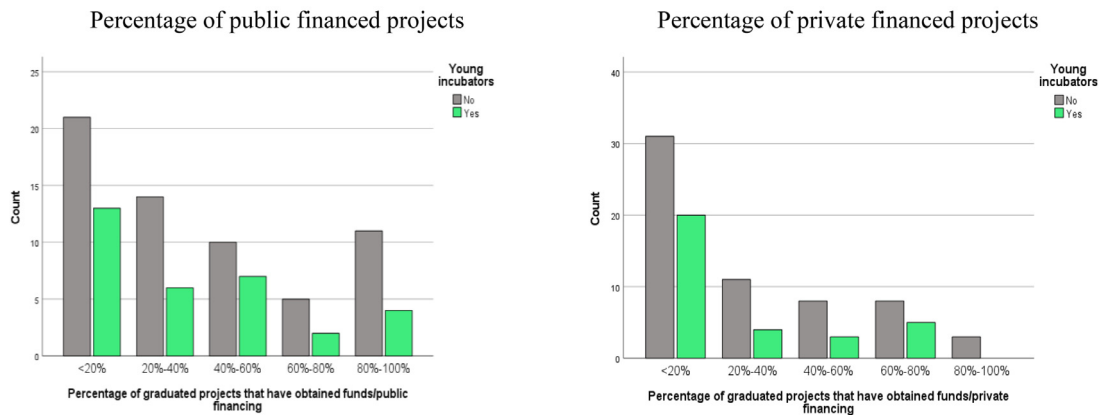 Percentage of public financed projects
Young
incubators
No
Yes
25
20
15
10
5
0
Count
<20%
20%-40%
40%-60%
60%-80%
80%-100%
Percentage of graduated projects that have obtained funds/public
financing
Percentage of private financed projects
Young
incubators
No
Yes
40
30
20
10
0
Count
<20%
20%-40%
40%-60%
60%-80%
80%-100%
Percentage of graduated projects that have obtained funds/private
financing